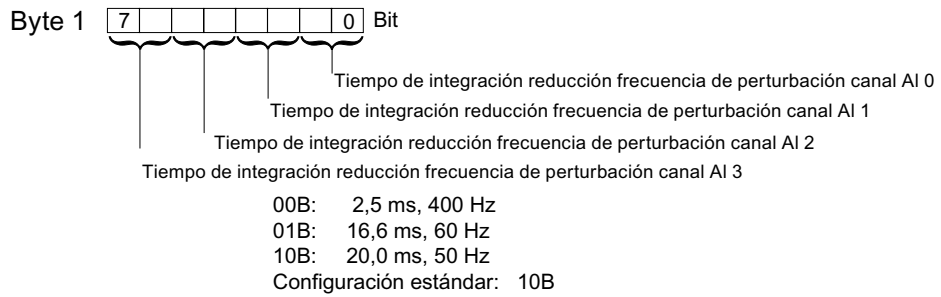 Byte 1 7 0 Bit
Tiempo de integración reducción frecuencia de perturbación canal AI 0
Tiempo de integración reducción frecuencia de perturbación canal AI 1
Tiempo de integración reducción frecuencia de perturbación canal AI 2
Tiempo de integración reducción frecuencia de perturbación canal AI 3
00B: 2,5 ms, 400 Hz
01B: 16,6 ms, 60 Hz
10B: 20,0 ms, 50 Hz
Configuración estándar: 10B